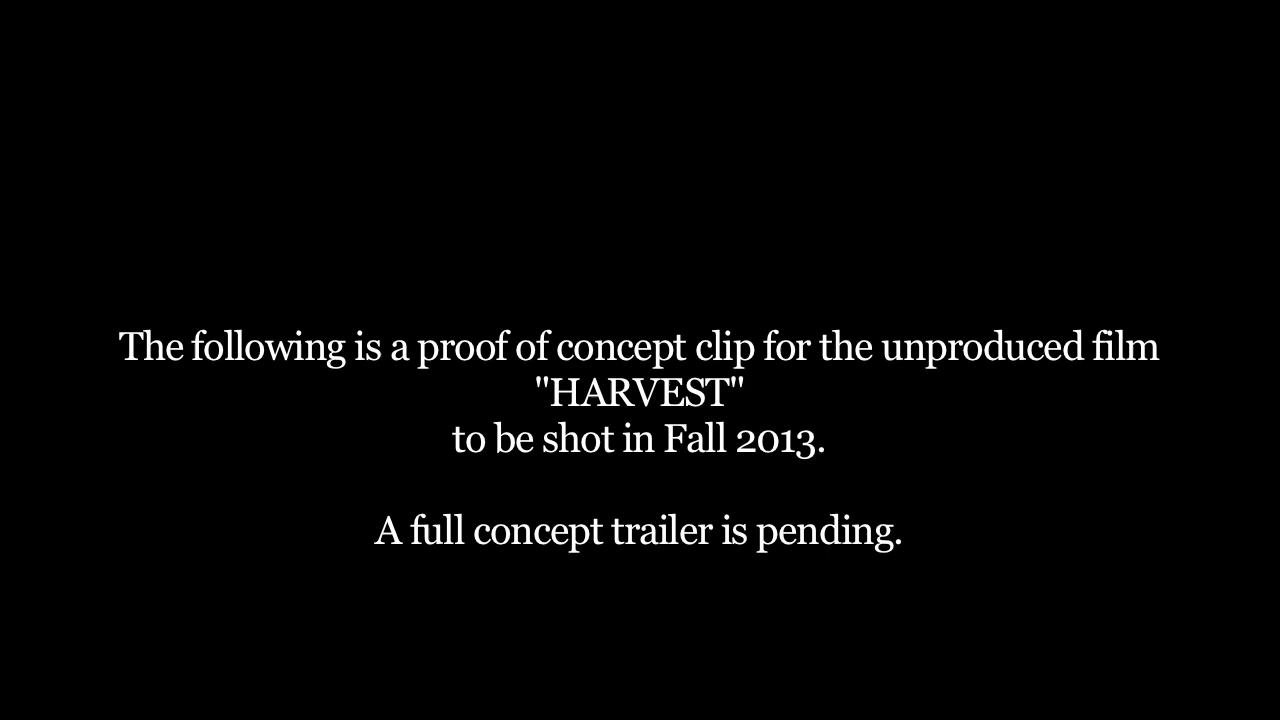 The following is a proof of concept clip for the unproduced film
"HARVEST"
to be shot in Fall 2013.
A full concept trailer is pending.